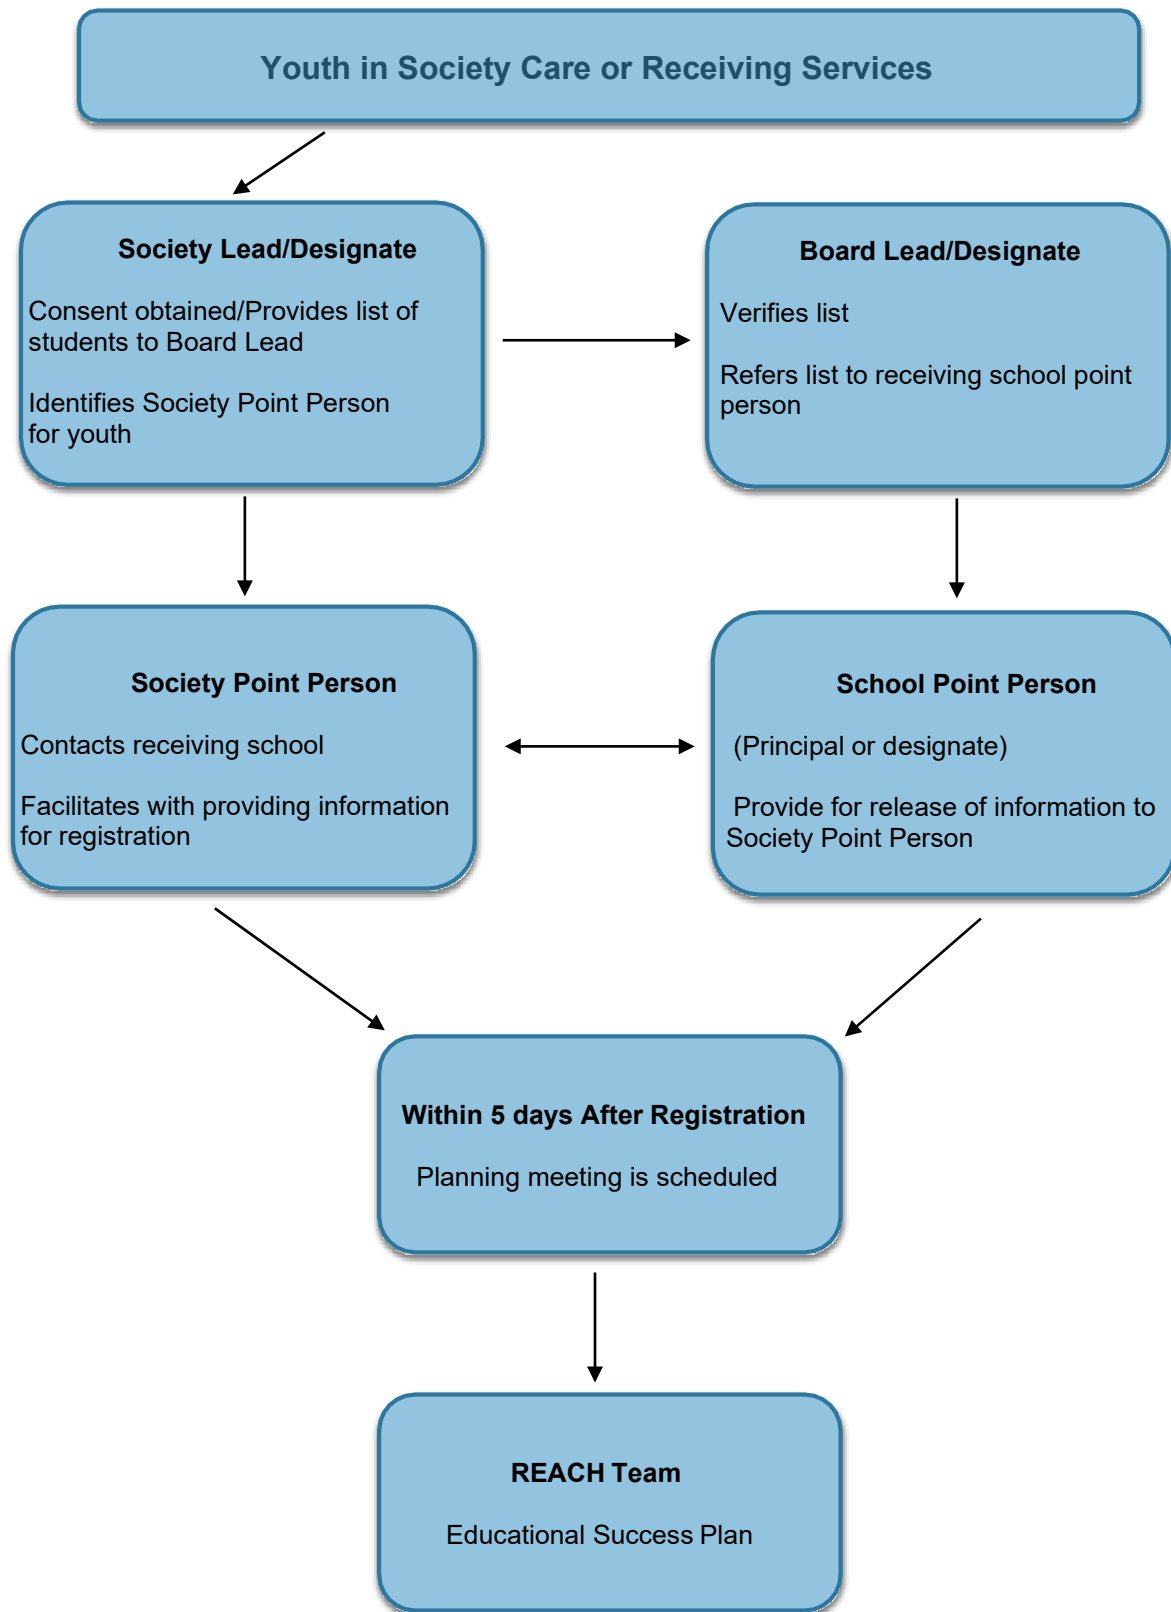 Youth in Society Care or Receiving Services
Society Lead/Designate
Consent obtained/Provides list of
students to Board Lead
Identifies Society Point Person
for youth
Board Lead/Designate
Verifies list
Refers list to receiving school point
person
Society Point Person
Contacts receiving school
Facilitates with providing information
for registration
School Point Person
(Principal or designate)
Provide for release of information to
Society Point Person
Within 5 days After Registration
Planning meeting is scheduled
REACH Team
Educational Success Plan